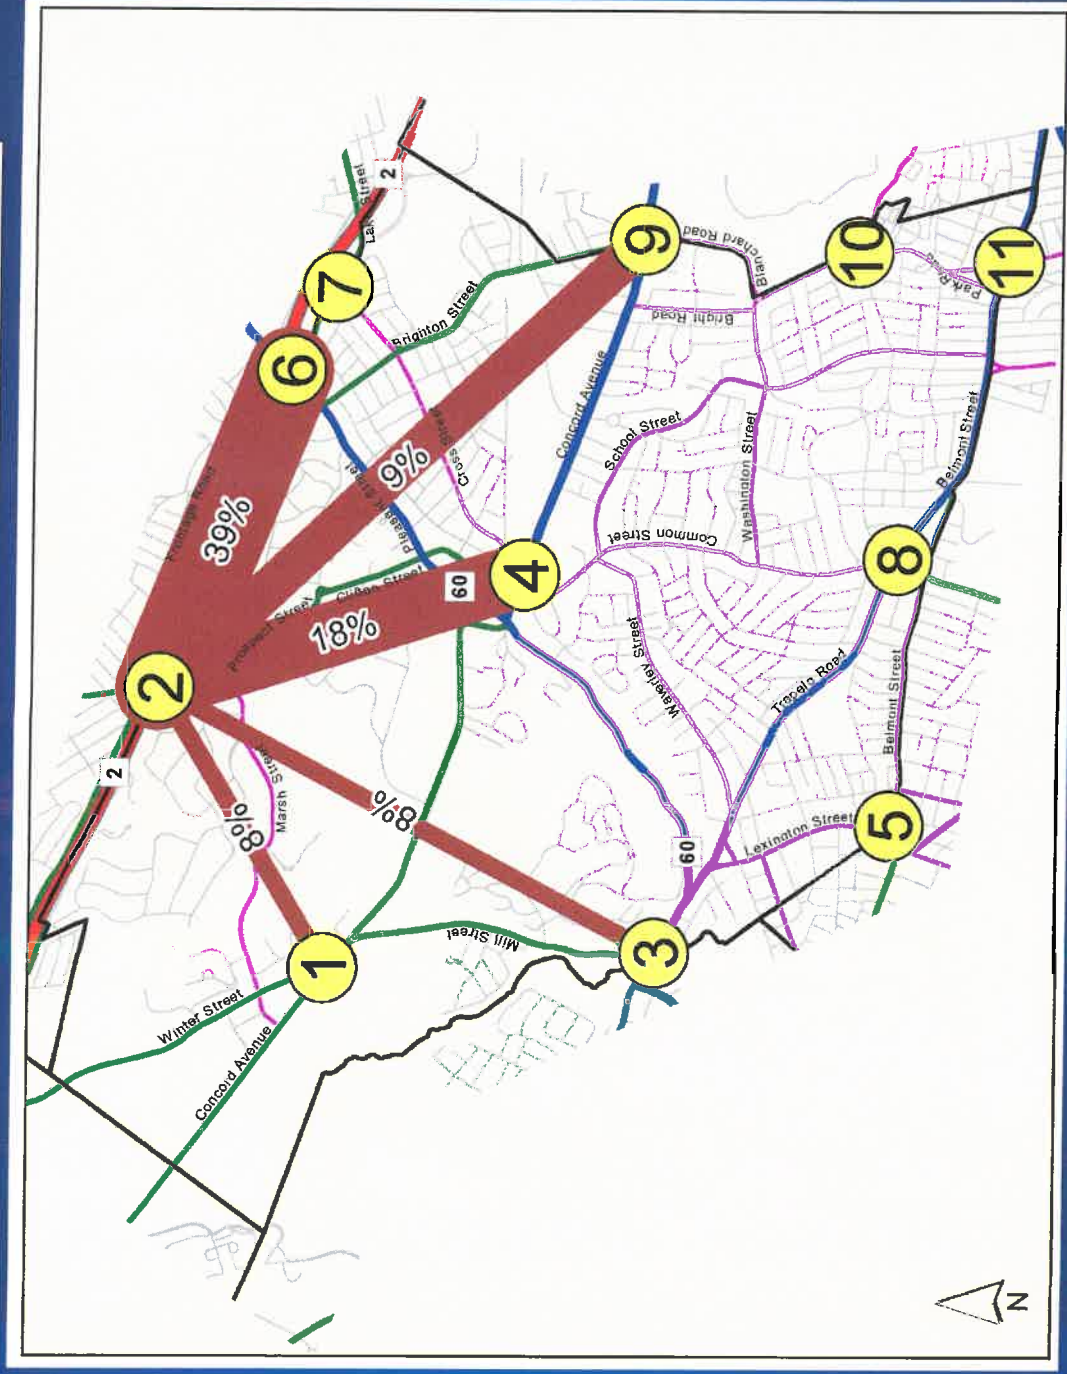 2
Lake Street
7
6
Brighton Street
9
Blanchard Road
10
Park Road
11
Bright Road
Concord Avenue
School Street
Cross Street
9%
Pleasant Street
39%
Frontage Road
Washington Street
Common Street
Belmont Street
8
4
60
Clifton Street
18%
Prospect Street
2
2
Marsh Street
8%
8%
Waverley Street
Trapelo Road
Belmont Street
Lexington Street
5
60
3
Mill Street
1
Winter Street
Concord Avenue
N